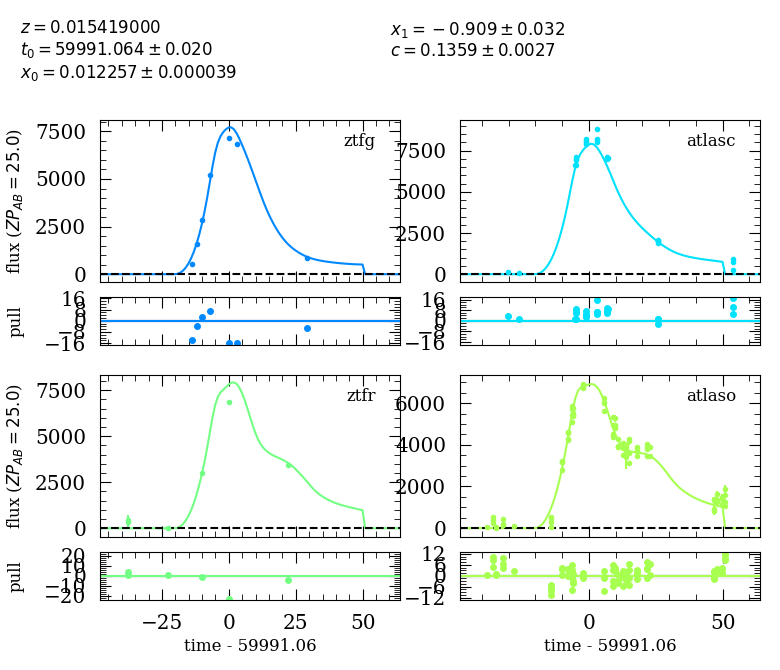 z = 0.015419000
t₀ = 59991.064 ± 0.020
x₀ = 0.012257 ± 0.000039
x₁ = −0.909 ± 0.032
c = 0.1359 ± 0.0027
flux (ZP_AB = 25.0)
7500
5000
2500
0
ztfg
7500
5000
2500
0
atlasc
pull
16
8
0
−8
−16
16
8
0
−8
−16
flux (ZP_AB = 25.0)
7500
5000
2500
0
ztfr
6000
4000
2000
0
atlaso
pull
20
10
0
−10
−20
12
6
0
−6
−12
−25 0 25 50
0 50
time - 59991.06
time - 59991.06